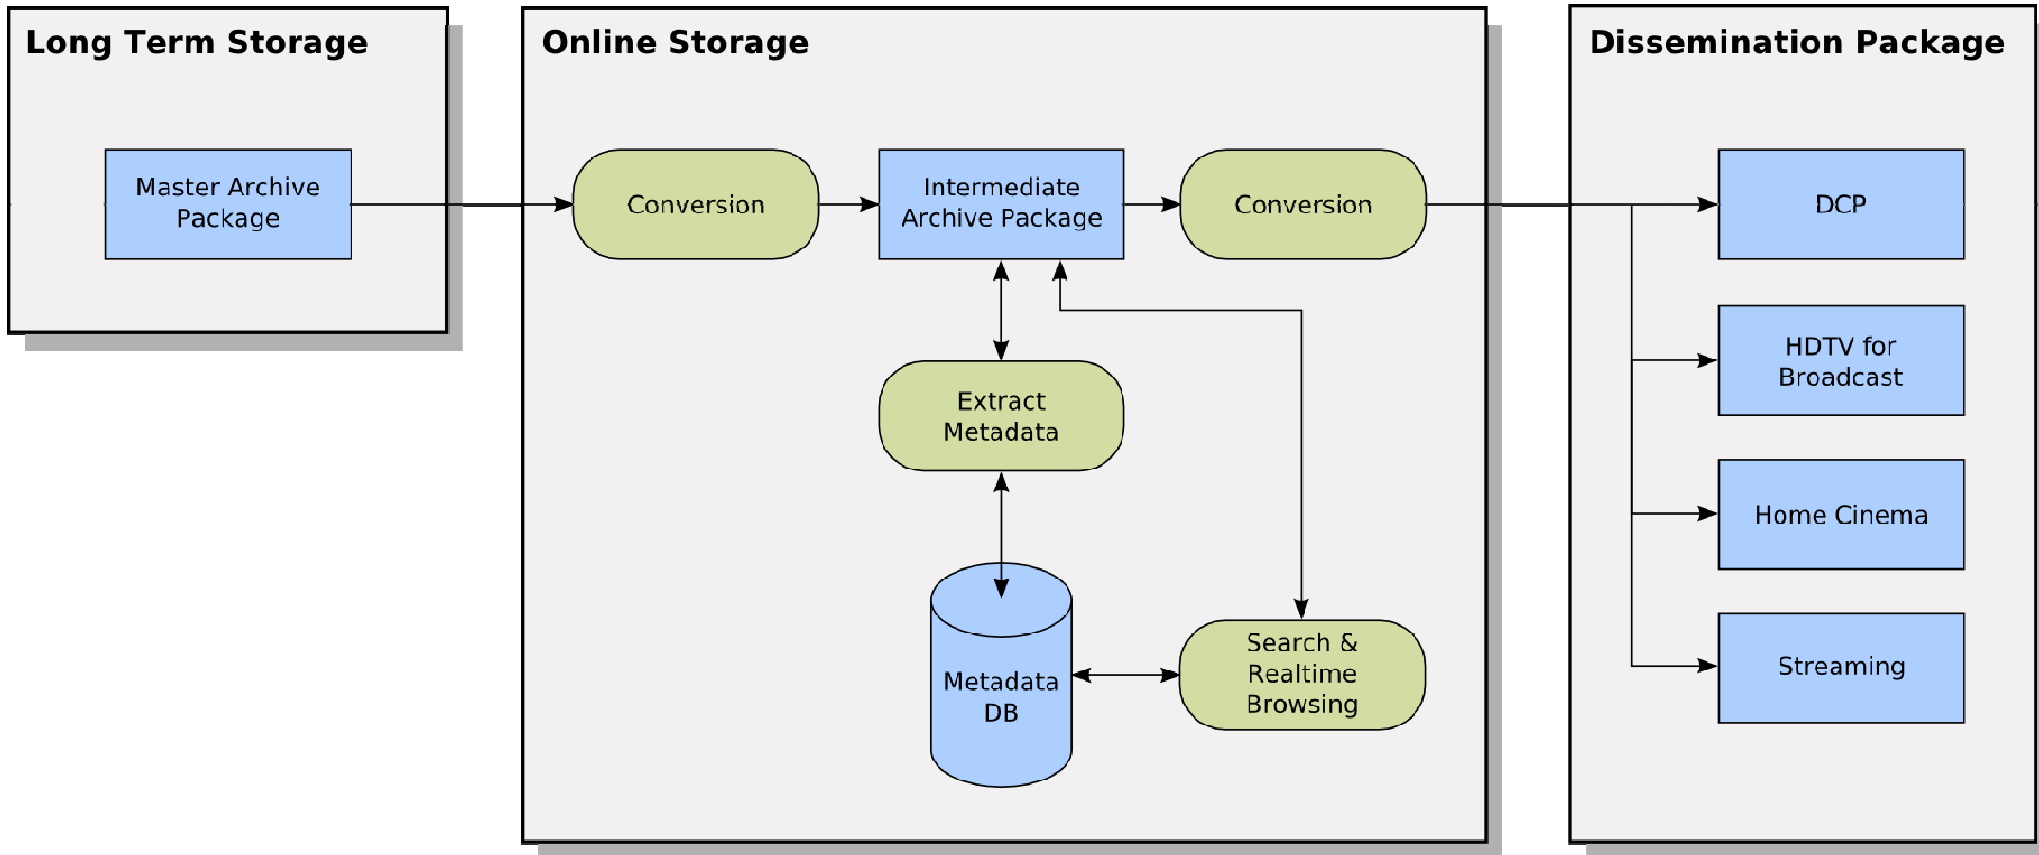 Long Term Storage
Master Archive
Package
Online Storage
Conversion
Intermediate
Archive Package
Conversion
Extract
Metadata
Metadata
DB
Search &
Realtime
Browsing
Dissemination Package
DCP
HDTV for
Broadcast
Home Cinema
Streaming